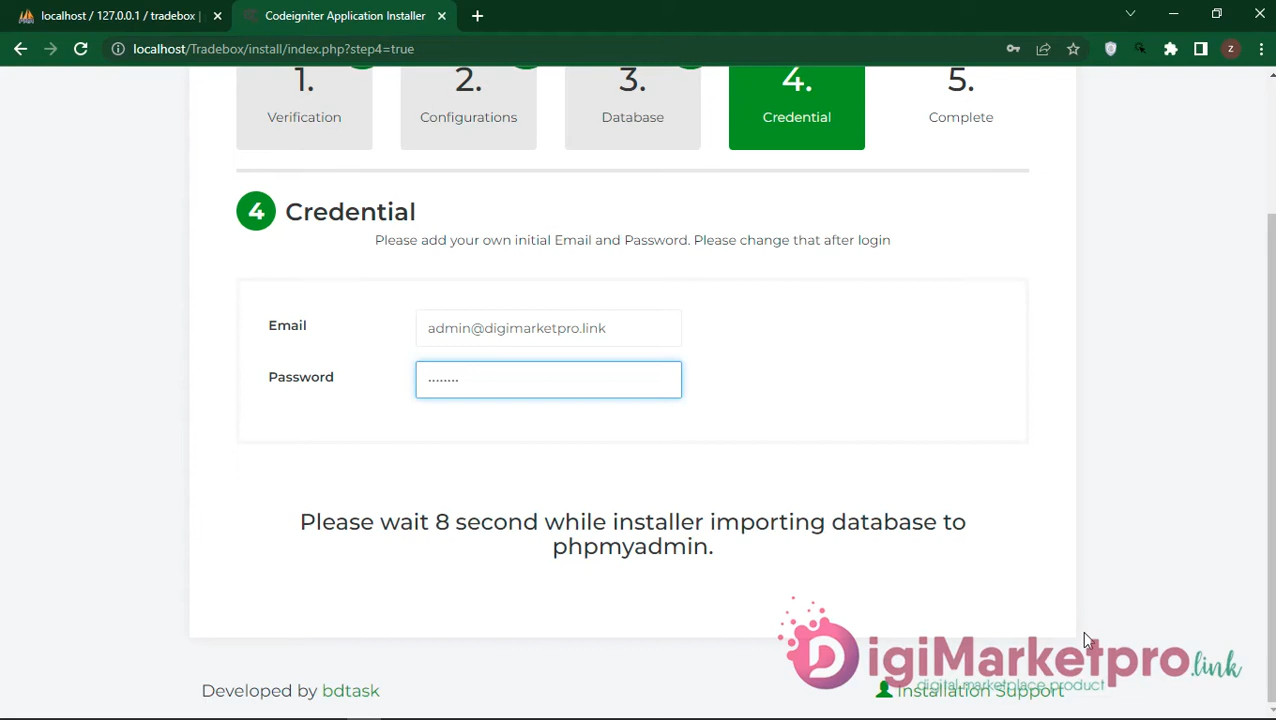 localhost / 127.0.0.1 / tradebox |
Codeigniter Application Installer
localhost/Tradebox/install/index.php?step4=true
Z
1.
2.
3.
4.
5.
Verification
Configurations
Database
Credential
Complete
4 Credential
Please add your own initial Email and Password. Please change that after login
Email
admin@digimarketpro.link
Password
........
Please wait 8 second while installer importing database to
phpmyadmin.
DigiMarketpro.link
digital marketplace product
Developed by bdtask
Installation Support